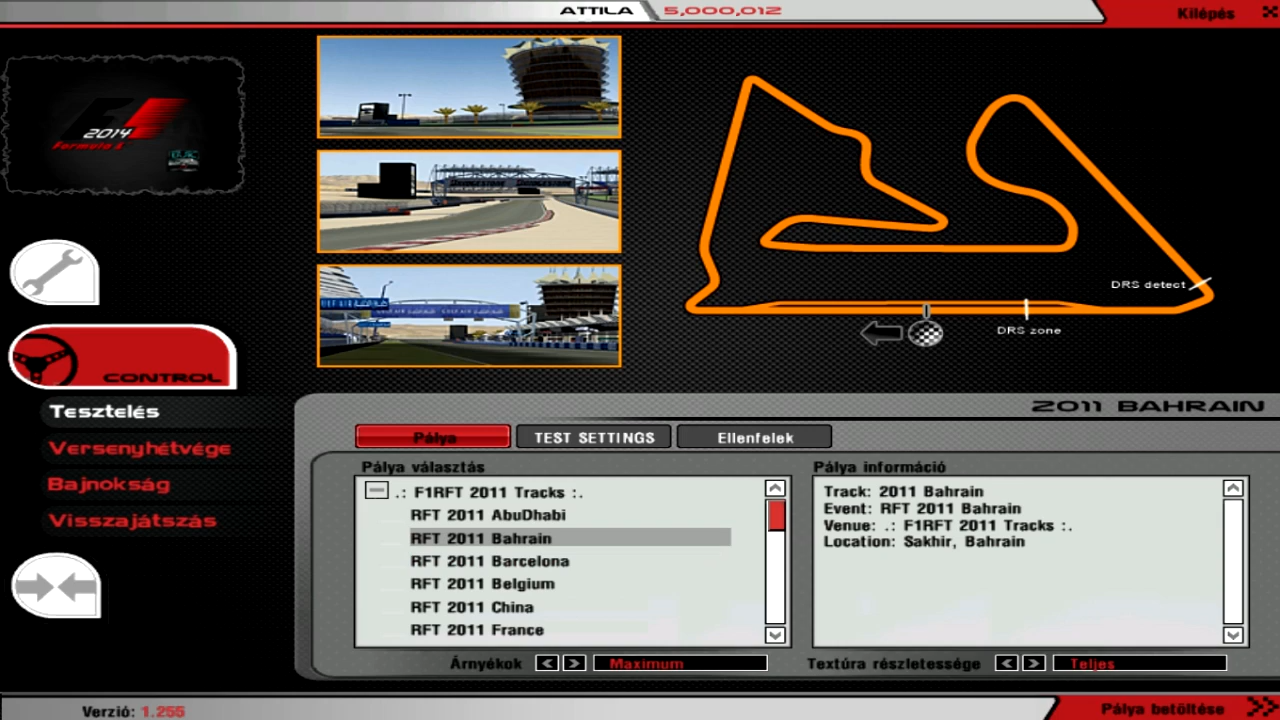 ATTILA 5,000,012
Kilépés
2014
Formula 1
DRS detect
DRS zone
CONTROL
Tesztelés
Versenyhétvége
Bajnokság
Visszajátszás
2011 BAHRAIN
Pálya TEST SETTINGS Ellenfelek
Pálya választás
.: F1RFT 2011 Tracks :.
RFT 2011 AbuDhabi
RFT 2011 Bahrain
RFT 2011 Barcelona
RFT 2011 Belgium
RFT 2011 China
RFT 2011 France
Pálya információ
Track: 2011 Bahrain
Event: RFT 2011 Bahrain
Venue: .: F1RFT 2011 Tracks :.
Location: Sakhir, Bahrain
Árnyékok Maximum
Textúra részletessége Teljes
Verzió: 1.255
Pálya betöltése